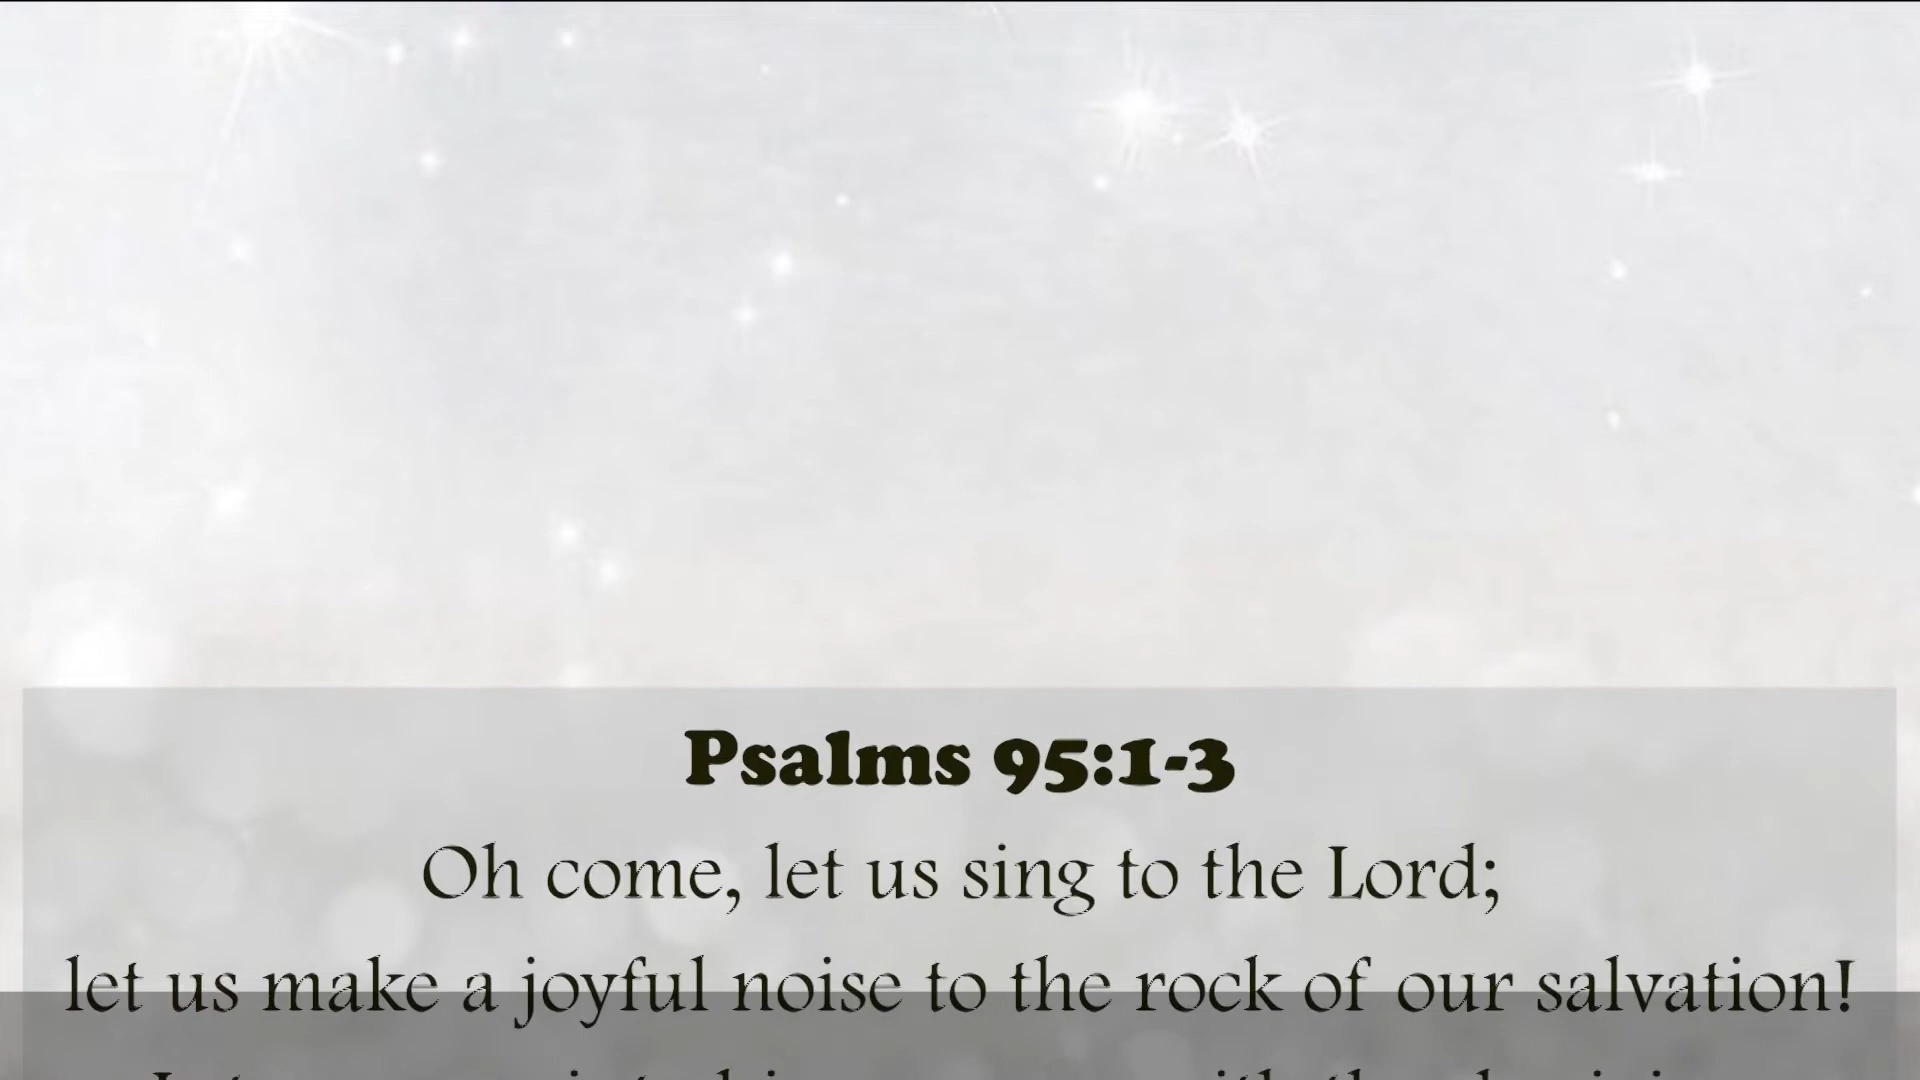 Psalms 95:1-3
Oh come, let us sing to the Lord;
let us make a joyful noise to the rock of our salvation!